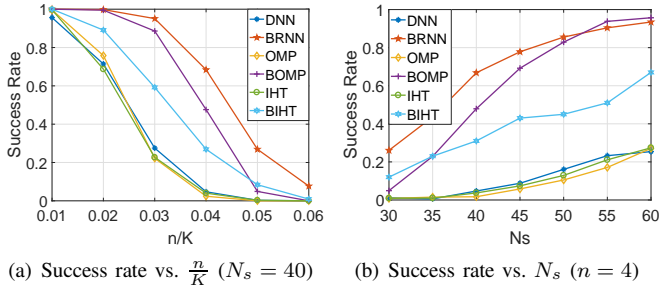 1
0.8
0.6
0.4
0.2
0
Success Rate
0.01 0.02 0.03 0.04 0.05 0.06
n/K
DNN
BRNN
OMP
BOMP
IHT
BIHT
(a) Success rate vs. n/K (N_s = 40)
1
0.8
0.6
0.4
0.2
0
Success Rate
30 35 40 45 50 55 60
Ns
DNN
BRNN
OMP
BOMP
IHT
BIHT
(b) Success rate vs. N_s (n = 4)